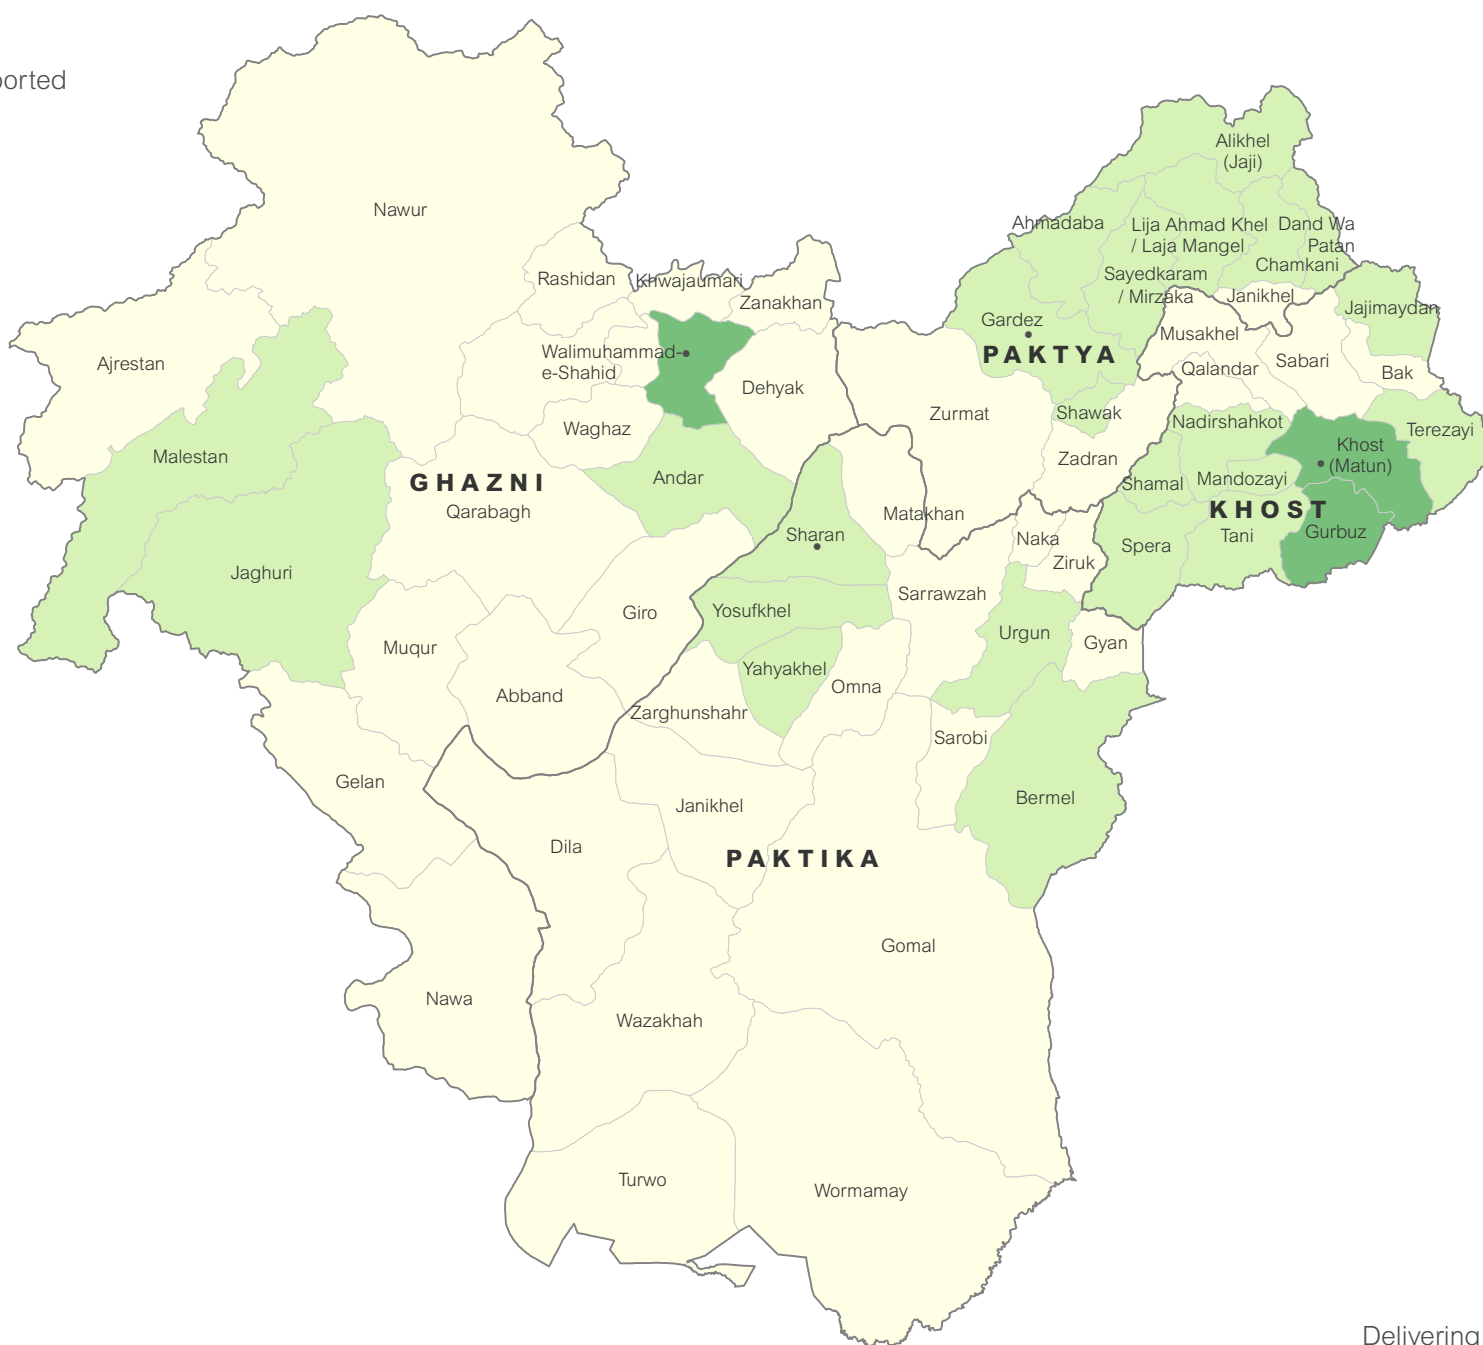 orted
Alikhel
(Jaji)
Nawur
Ahmadaba
Lija Ahmad Khel
/ Laja Mangel
Dand Wa
Patan
Chamkani
Sayedkaram
/ Mirzaka
Rashidan
Khwajaumari
Zanakhan
Janikhel
Jajimaydan
Gardez
Musakhel
PAKTYA
Walimuhammad-
e-Shahid
Ajrestan
Qalandar
Sabari
Bak
Dehyak
Zurmat
Shawak
Nadirshahkot
Waghaz
Terezayi
Khost
(Matun)
Malestan
Zadran
Andar
Shamal
Mandozayi
GHAZNI
Qarabagh
KHOST
Matakhan
Sharan
Naka
Spera
Tani
Gurbuz
Ziruk
Jaghuri
Sarrawzah
Yosufkhel
Giro
Urgun
Gyan
Muqur
Yahyakhel
Omna
Abband
Zarghunshahr
Sarobi
Gelan
Janikhel
Bermel
Dila
PAKTIKA
Gomal
Nawa
Wazakhah
Turwo
Wormamay
Delivering